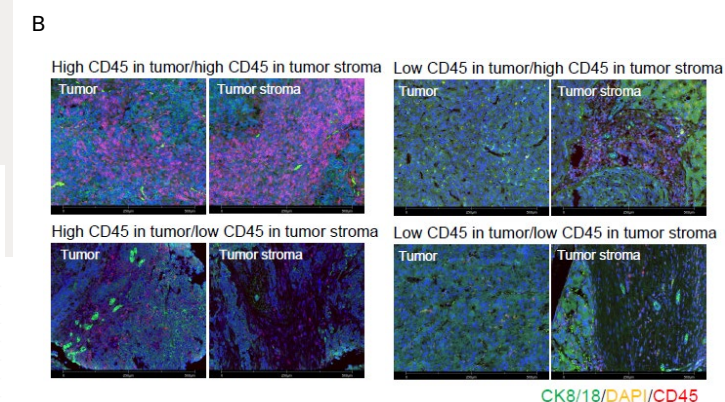 B
High CD45 in tumor/high CD45 in tumor stroma
Low CD45 in tumor/high CD45 in tumor stroma
Tumor
Tumor stroma
Tumor
Tumor stroma
High CD45 in tumor/low CD45 in tumor stroma
Low CD45 in tumor/low CD45 in tumor stroma
Tumor
Tumor stroma
Tumor
Tumor stroma
CK8/18/DAPI/CD45